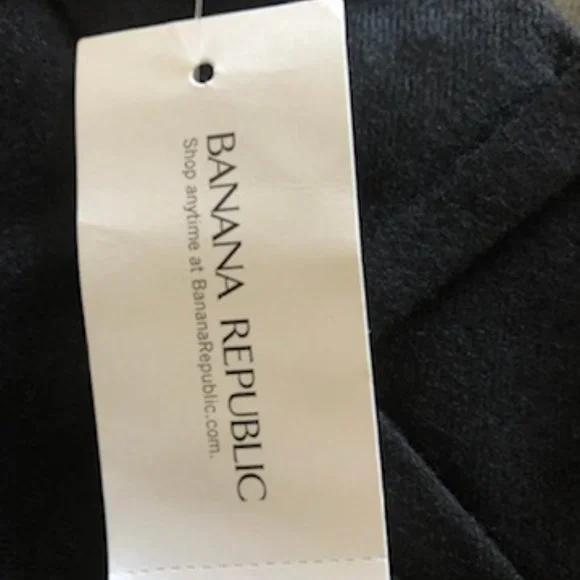 BANANA REPUBLIC
Shop anytime at BananaRepublic.com.